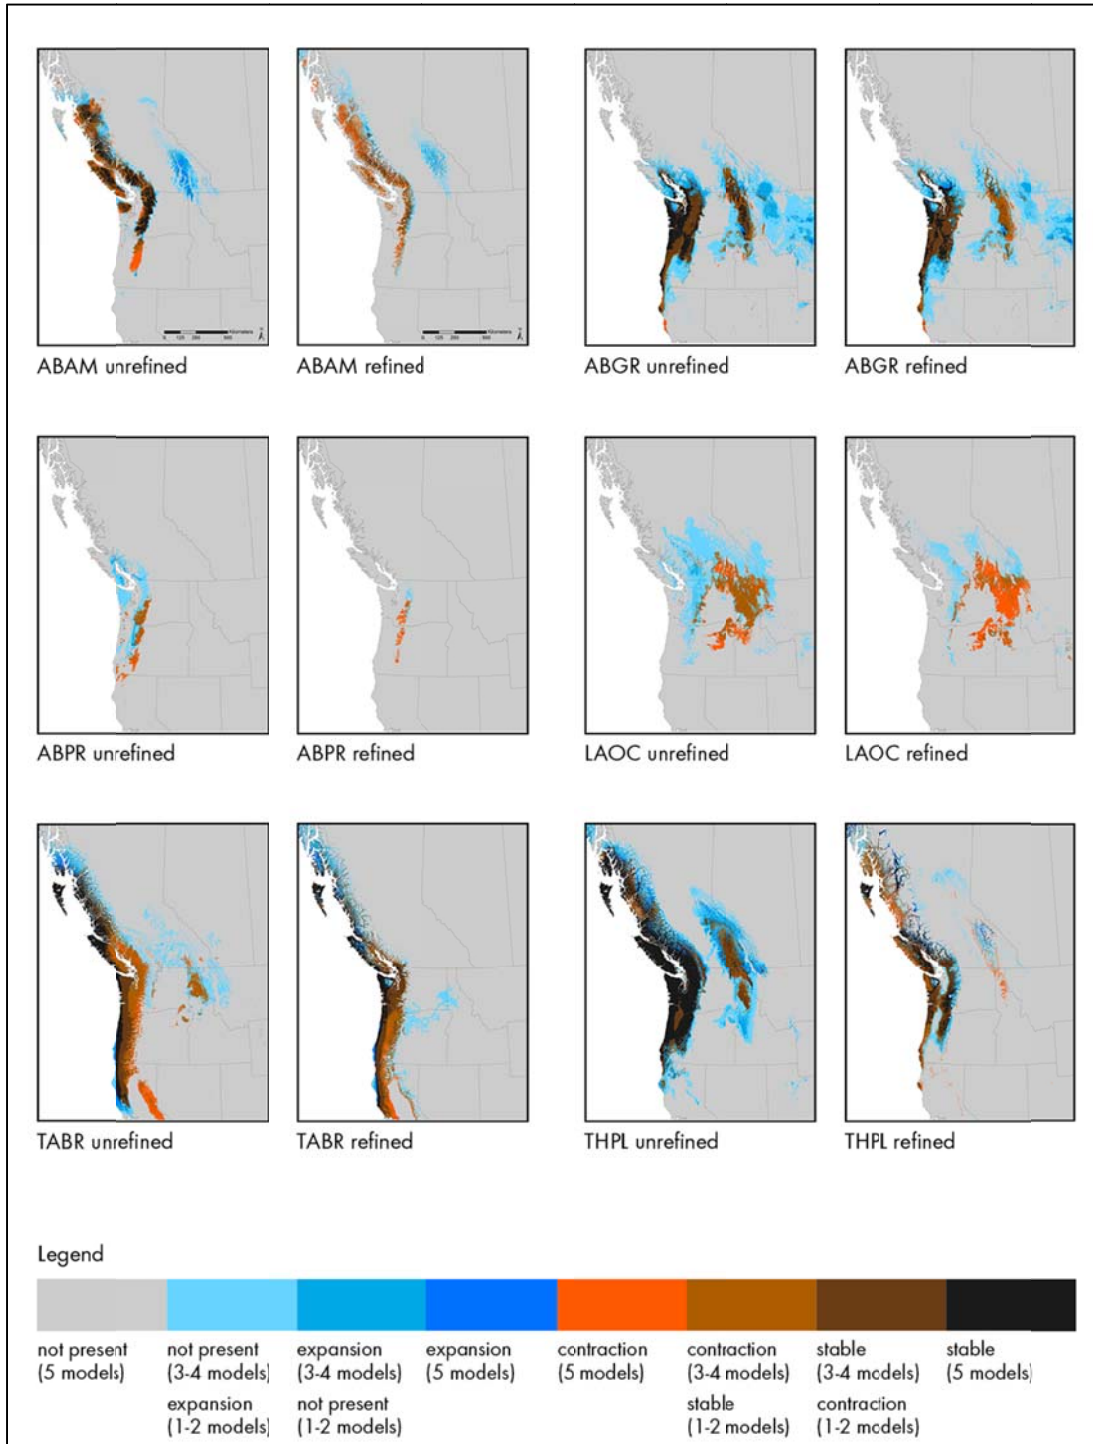 ABAM unrefined
ABAM refined
ABGR unrefined
ABGR refined
ABPR unrefined
ABPR refined
LAOC unrefined
LAOC refined
TABR unrefined
TABR refined
THPL unrefined
THPL refined
Legend
not present
(5 models)
not present
(3-4 models)
expansion
(1-2 models)
expansion
(3-4 models)
not present
(1-2 models)
expansion
(5 models)
contraction
(5 models)
contraction
(3-4 models)
stable
(1-2 models)
stable
(3-4 models)
contraction
(1-2 models)
stable
(5 models)